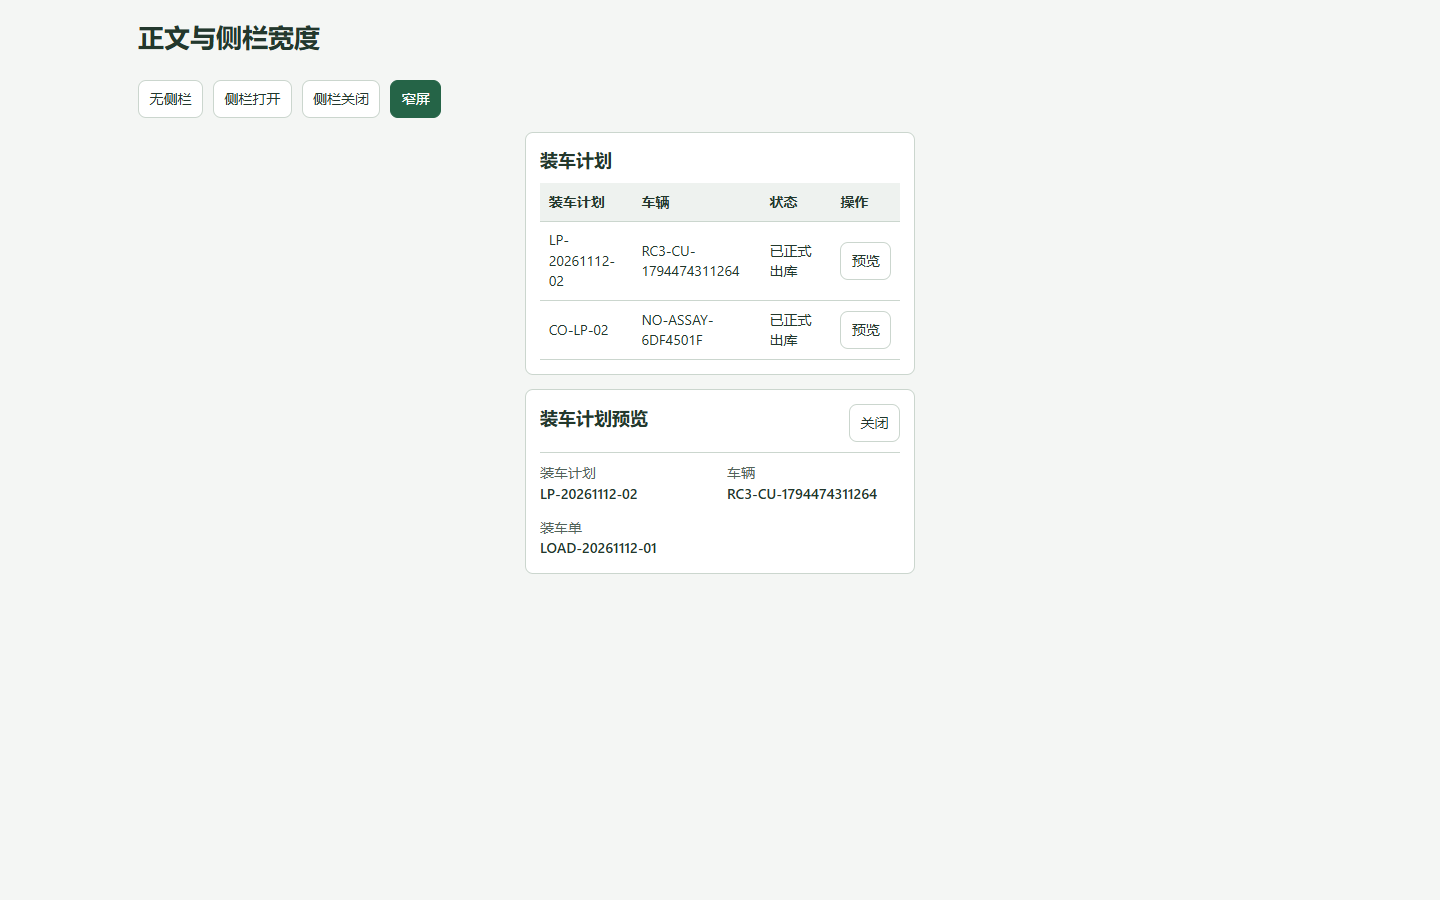 正文与侧栏宽度
无侧栏 侧栏打开 侧栏关闭 窄屏
装车计划
装车计划 车辆 状态 操作
LP-
20261112-
02
RC3-CU-
1794474311264
已正式
出库
预览
CO-LP-02
NO-ASSAY-
6DF4501F
已正式
出库
预览
装车计划预览
关闭
装车计划 车辆
LP-20261112-02 RC3-CU-1794474311264
装车单
LOAD-20261112-01